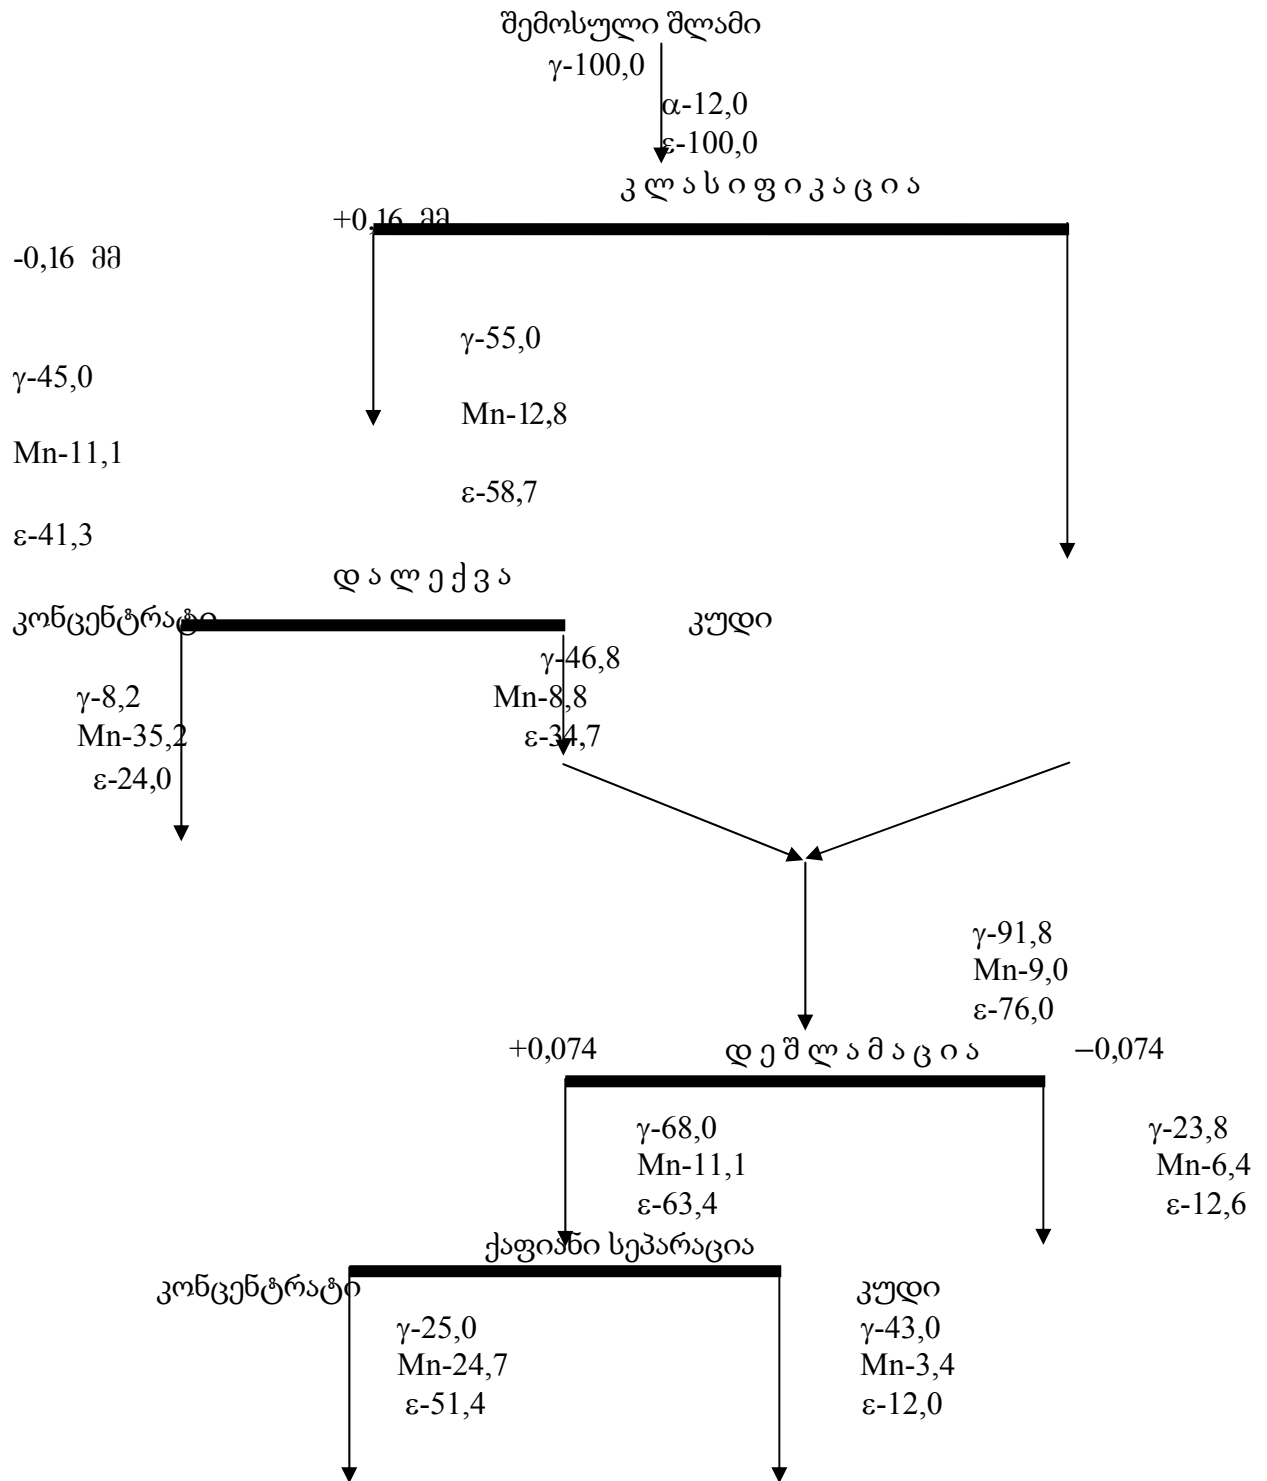 შემოსული შლამი
γ-100,0
α-12,0
ε-100,0
კ ლ ა ს ი ფ ი კ ა ც ი ა
+0,16 მმ
-0,16 მმ
γ-55,0
γ-45,0
Mn-12,8
Mn-11,1
ε-58,7
ε-41,3
დ ა ლ ე ქ ვ ა
კონცენტრატი კუდი
γ-46,8
γ-8,2 Mn-8,8
Mn-35,2 ε-34,7
ε-24,0
γ-91,8
Mn-9,0
ε-76,0
+0,074 დ ე შ ლ ა მ ა ც ი ა −0,074
γ-68,0 γ-23,8
Mn-11,1 Mn-6,4
ε-63,4 ε-12,6
ქაფიანი სეპარაცია
კონცენტრატი კუდი
γ-25,0 γ-43,0
Mn-24,7 Mn-3,4
ε-51,4 ε-12,0